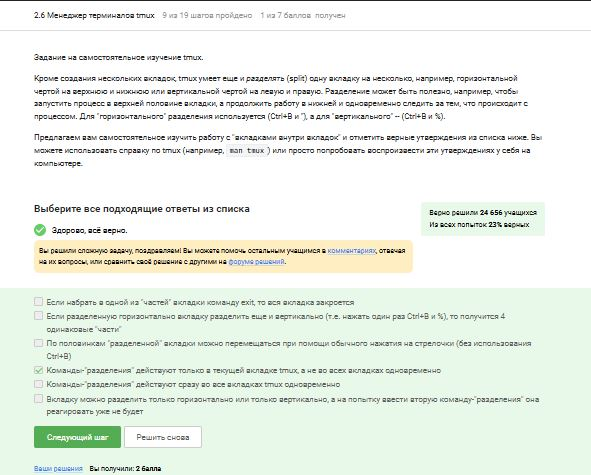 2.6 Менеджер терминалов tmux 9 из 19 шагов пройдено 1 из 7 баллов получен
Задание на самостоятельное изучение tmux.
Кроме создания нескольких вкладок, tmux умеет еще и разделять (split) одну вкладку на несколько, например, горизонтальной
чертой на верхнюю и нижнюю или вертикальной чертой на левую и правую. Разделение может быть полезно, например, чтобы
запустить процесс в верхней половине вкладки, а продолжить работу в нижней и одновременно следить за тем, что происходит с
процессом. Для "горизонтального" разделения используется (Ctrl+B и "), а для "вертикального" -- (Ctrl+B и %).
Предлагаем вам самостоятельно изучить работу с "вкладками внутри вкладок" и отметить верные утверждения из списка ниже. Вы
можете использовать справку по tmux (например, man tmux ) или просто попробовать воспроизвести эти утверждениях у себя на
компьютере.
Выберите все подходящие ответы из списка
Верно решили 24 656 учащихся
Из всех попыток 23% верных
Здорово, всё верно.
Вы решили сложную задачу, поздравляем! Вы можете помочь остальным учащимся в комментариях, отвечая
на их вопросы, или сравнить своё решение с другими на форуме решений.
Если набрать в одной из "частей" вкладки команду exit, то вся вкладка закроется
Если разделенную горизонтально вкладку разделить еще и вертикально (т.е. нажать один раз Ctrl+B и %), то получится 4
одинаковые "части"
По половинкам "разделенной" вкладки можно перемещаться при помощи обычного нажатия на стрелочки (без использования
Ctrl+B)
Команды-"разделения" действуют только в текущей вкладке tmux, а не во всех вкладках одновременно
Команды-"разделения" действуют сразу во все вкладках tmux одновременно
Вкладку можно разделить только горизонтально или только вертикально, а на попытку ввести вторую команду-"разделения" она
реагировать уже не будет
Следующий шаг Решить снова
Ваши решения Вы получили: 2 балла